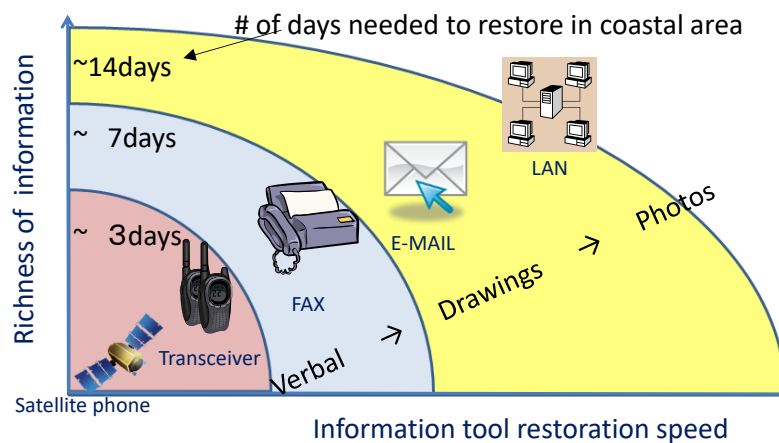 # of days needed to restore in coastal area
~14days
~ 7days
~ 3days
Richness of information
LAN
E-MAIL
FAX
Transceiver
Satellite phone
Verbal → Drawings → Photos
Information tool restoration speed